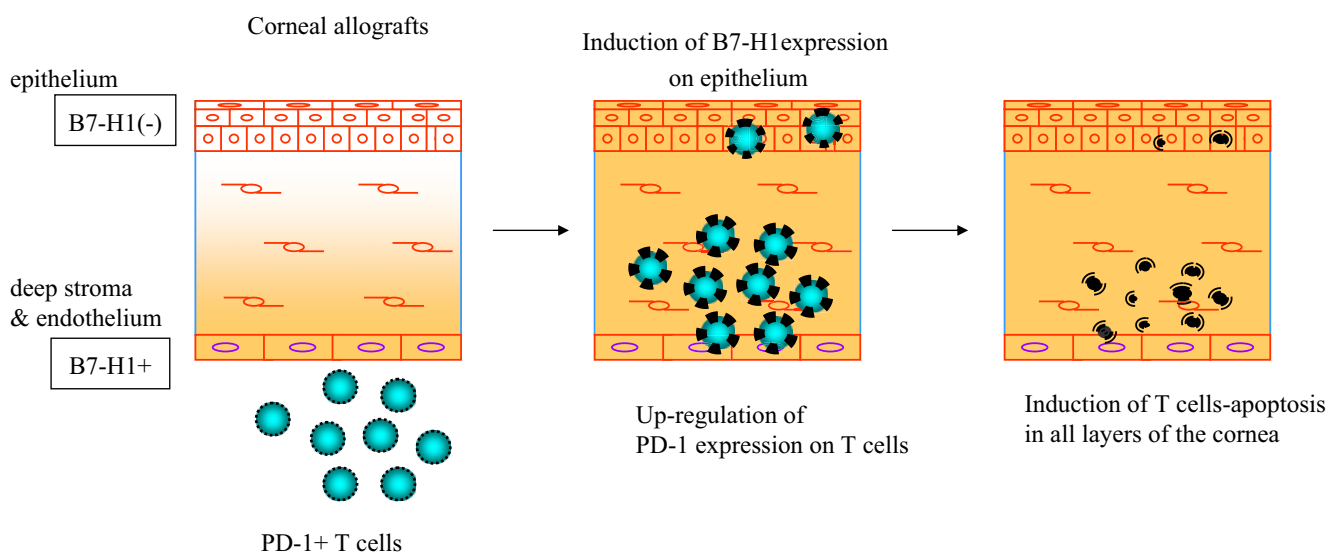 Corneal allografts
epithelium
B7-H1(-)
deep stroma
& endothelium
B7-H1+
PD-1+ T cells
Induction of B7-H1expression
on epithelium
Up-regulation of
PD-1 expression on T cells
Induction of T cells-apoptosis
in all layers of the cornea